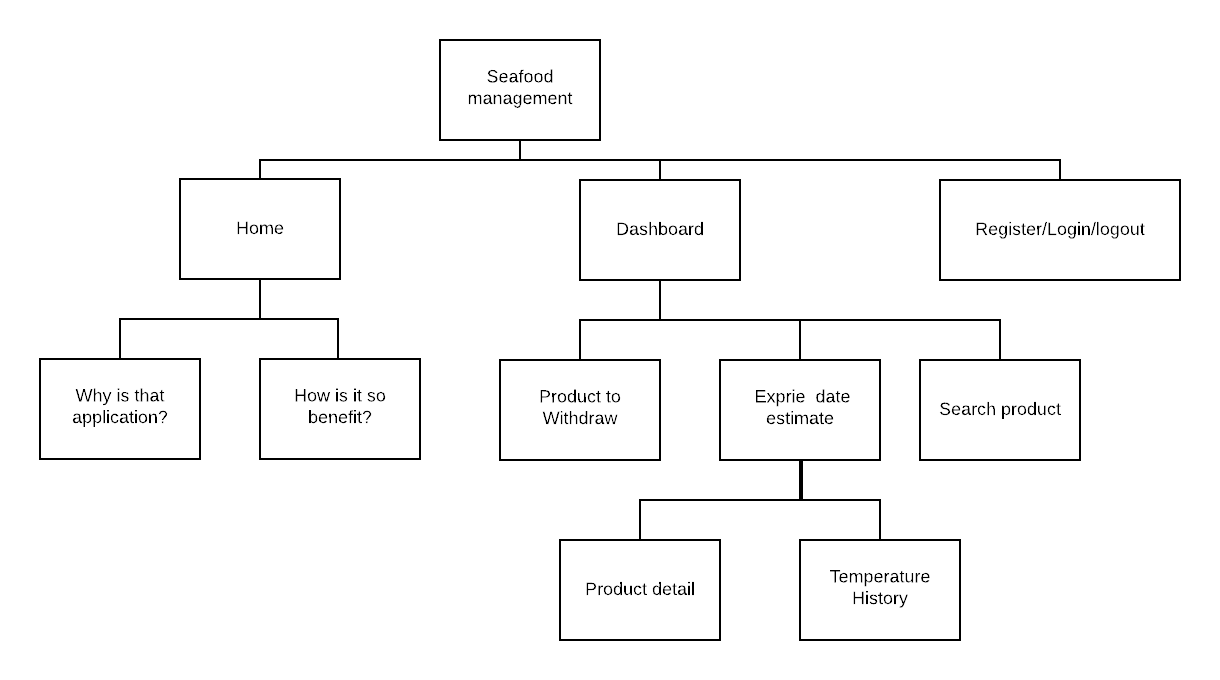 Seafood
management
Home
Dashboard
Register/Login/logout
Why is that
application?
How is it so
benefit?
Product to
Withdraw
Exprie  date
estimate
Search product
Product detail
Temperature
History